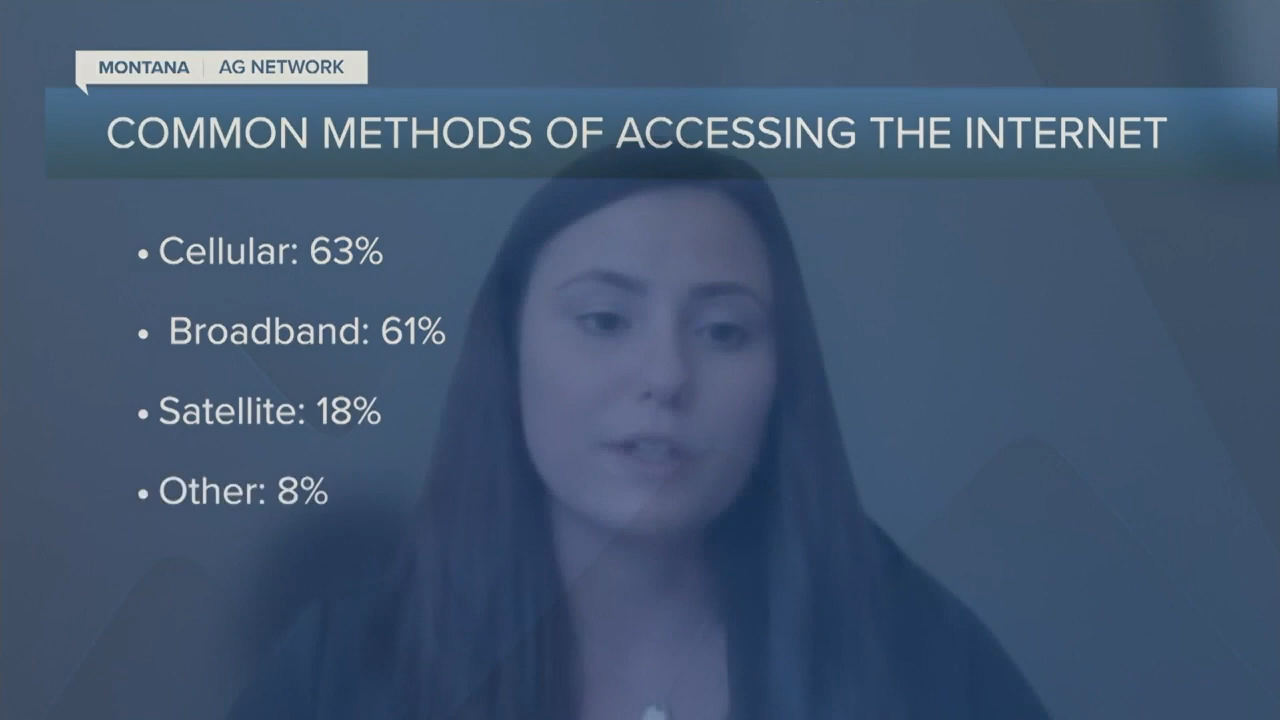 MONTANA | AG NETWORK
COMMON METHODS OF ACCESSING THE INTERNET
• Cellular: 63%
• Broadband: 61%
• Satellite: 18%
• Other: 8%